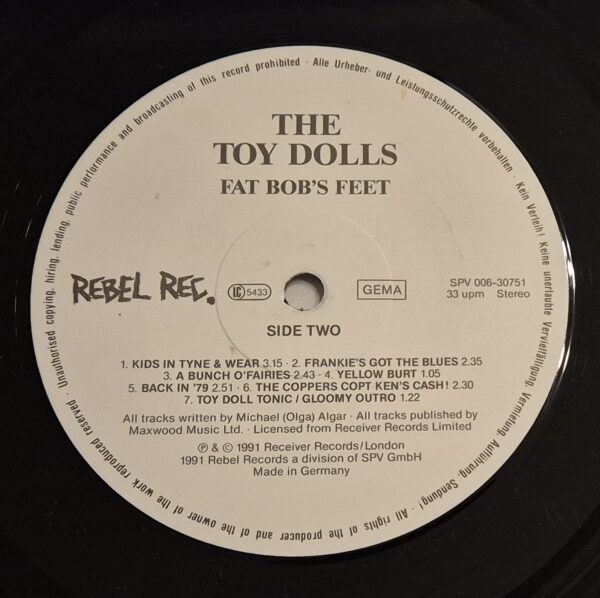 THE
TOY DOLLS
FAT BOB'S FEET
REBEL REC.
LC 5433
GEMA
SPV 006-30751
33 upm Stereo
SIDE TWO
1. KIDS IN TYNE & WEAR 3.15 · 2. FRANKIE'S GOT THE BLUES 2.35
3. A BUNCH O'FAIRIES 2.43 · 4. YELLOW BURT 1.05
5. BACK IN '79 2.51 · 6. THE COPPERS COPT KEN'S CASH! 2.30
7. TOY DOLL TONIC / GLOOMY OUTRO 1.22
All tracks written by Michael (Olga) Algar · All tracks published by
Maxwood Music Ltd. · Licensed from Receiver Records Limited
℗ & © 1991 Receiver Records/London
1991 Rebel Records a division of SPV GmbH
Made in Germany
Alle Urheber- und Leistungsschutzrechte vorbehalten · Kein Verleih! Keine unerlaubte Vervielfältigung, Vermietung, Aufführung, Sendung! · All rights of the producer and of the owner of the work reproduced reserved · Unauthorised copying, hiring, lending, public performance and broadcasting of this record prohibited ·